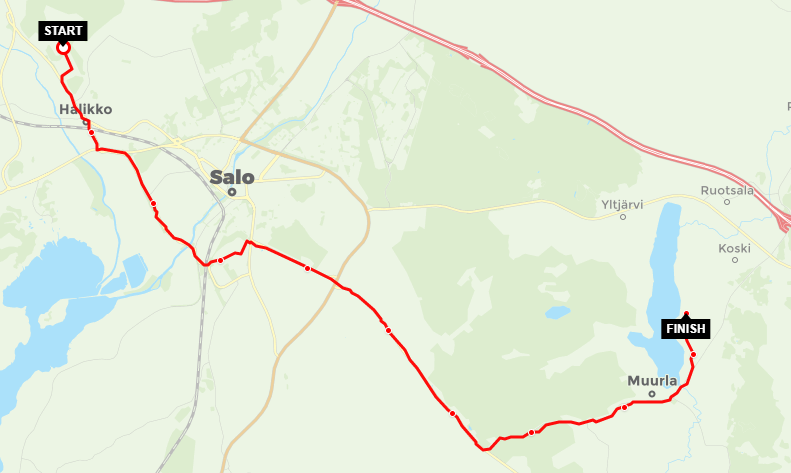 START
Halikko
Salo
Yltjärvi
Ruotsala
Koski
FINISH
Muurla